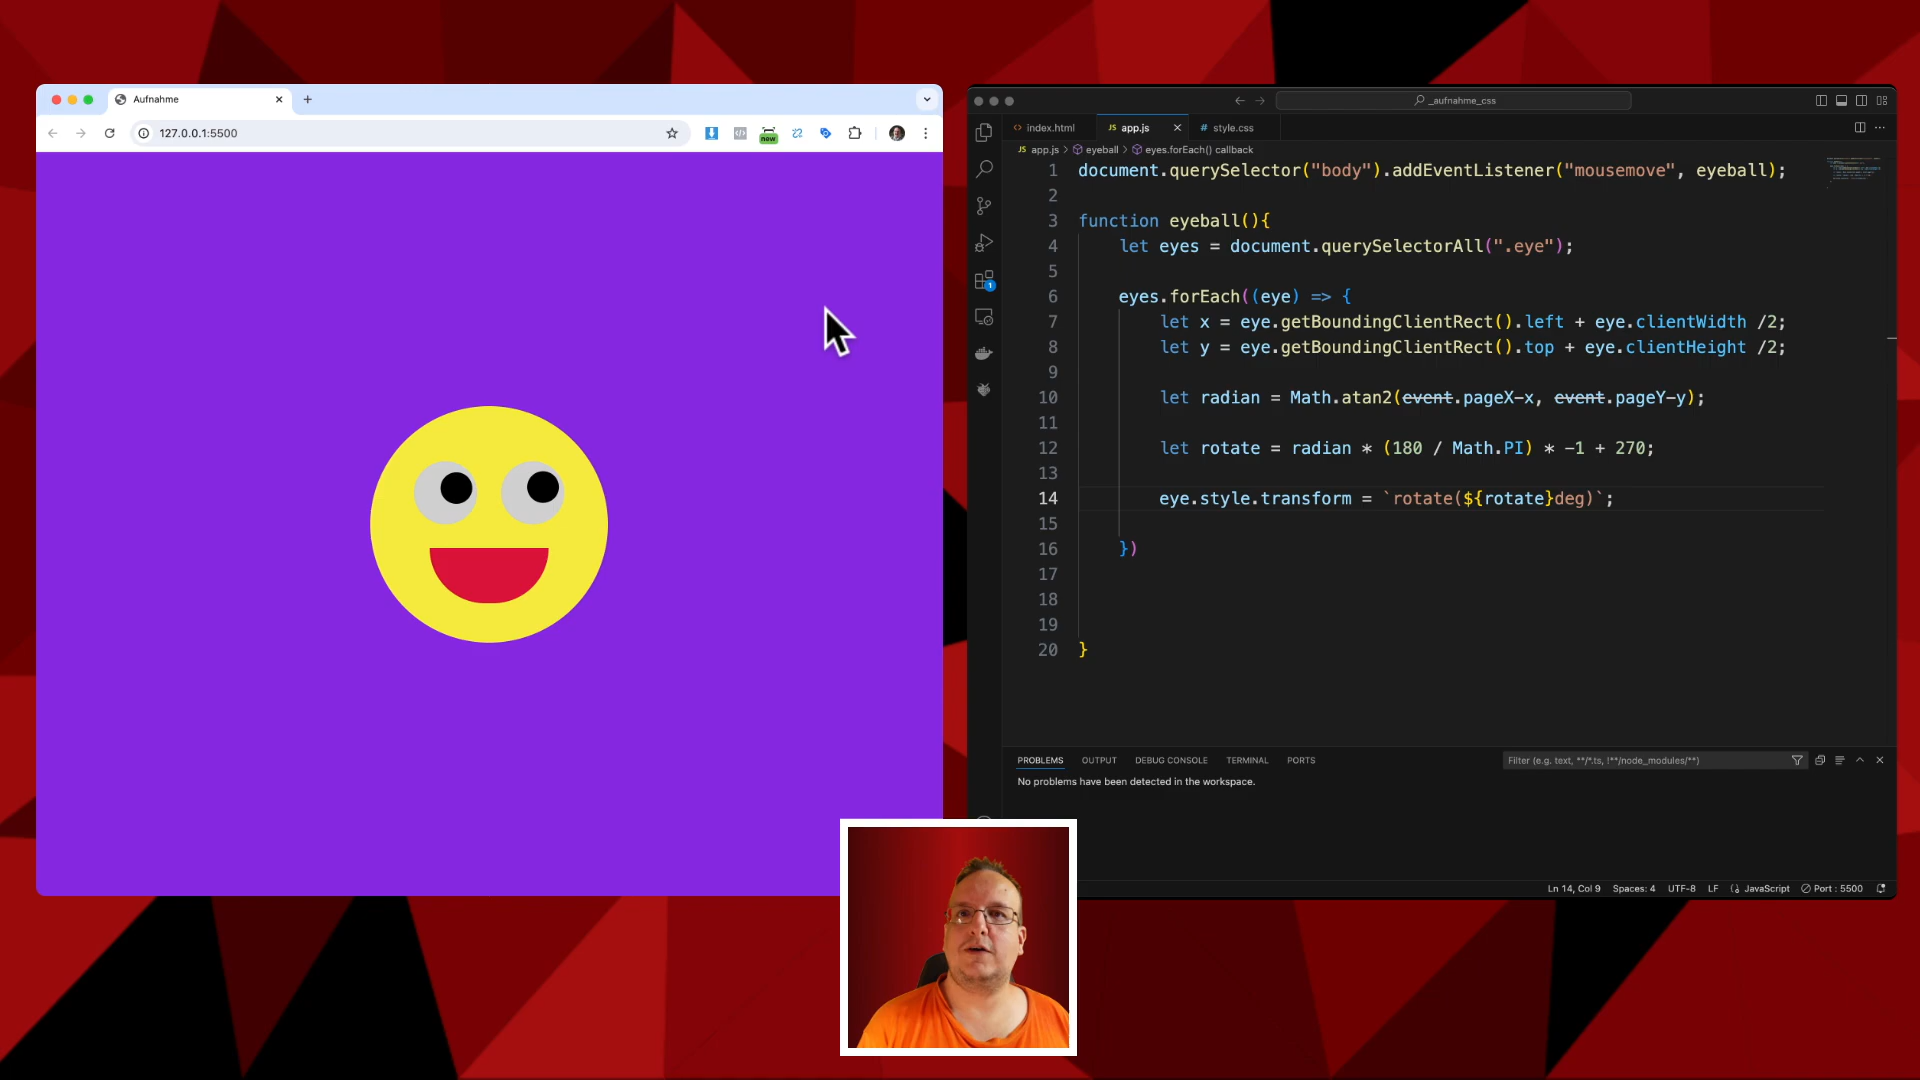 Aufnahme
127.0.0.1:5500
new
_aufnahme_css
index.html
JS app.js
# style.css
JS app.js > eyeball > eyes.forEach() callback
1 document.querySelector("body").addEventListener("mousemove", eyeball);
2
3 function eyeball(){
4 let eyes = document.querySelectorAll(".eye");
5
6 eyes.forEach((eye) => {
7 let x = eye.getBoundingClientRect().left + eye.clientWidth /2;
8 let y = eye.getBoundingClientRect().top + eye.clientHeight /2;
9
10 let radian = Math.atan2(event.pageX-x, event.pageY-y);
11
12 let rotate = radian * (180 / Math.PI) * -1 + 270;
13
14 eye.style.transform = `rotate(${rotate}deg)`;
15
16 })
17
18
19
20 }
1
PROBLEMS OUTPUT DEBUG CONSOLE TERMINAL PORTS
Filter (e.g. text, **/*.ts, !**/node_modules/**)
No problems have been detected in the workspace.
Ln 14, Col 9 Spaces: 4 UTF-8 LF JavaScript Port : 5500